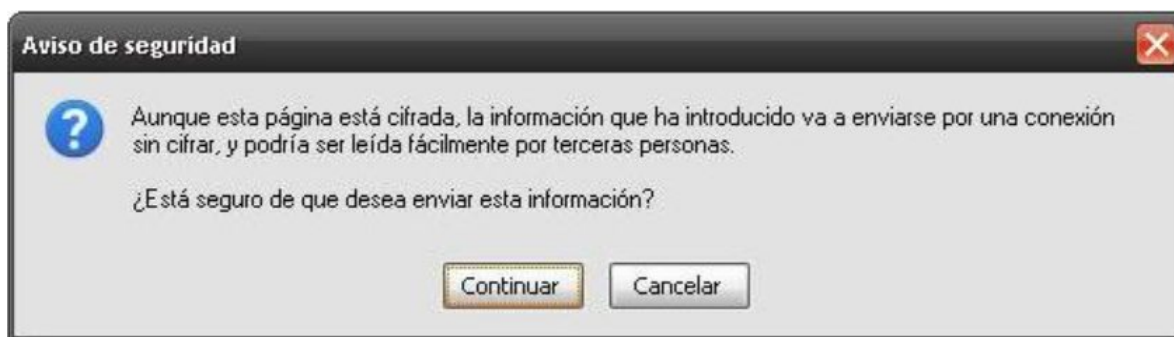 Aviso de seguridad
Aunque esta página está cifrada, la información que ha introducido va a enviarse por una conexión
sin cifrar, y podría ser leída fácilmente por terceras personas.
¿Está seguro de que desea enviar esta información?
Continuar
Cancelar